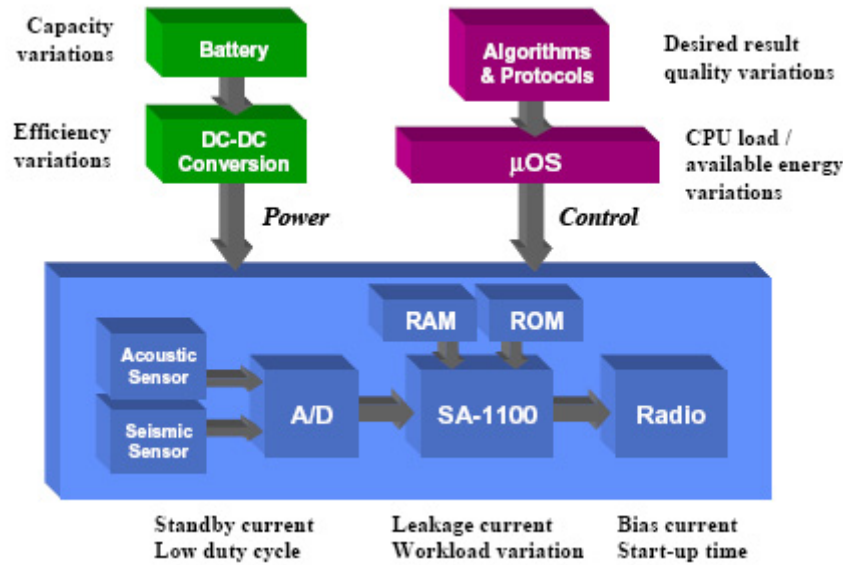 Capacity
variations
Battery
Algorithms
& Protocols
Desired result
quality variations
Efficiency
variations
DC-DC
Conversion
µOS
CPU load /
available energy
variations
Power
Control
RAM
ROM
Acoustic
Sensor
Seismic
Sensor
A/D
SA-1100
Radio
Standby current
Low duty cycle
Leakage current
Workload variation
Bias current
Start-up time